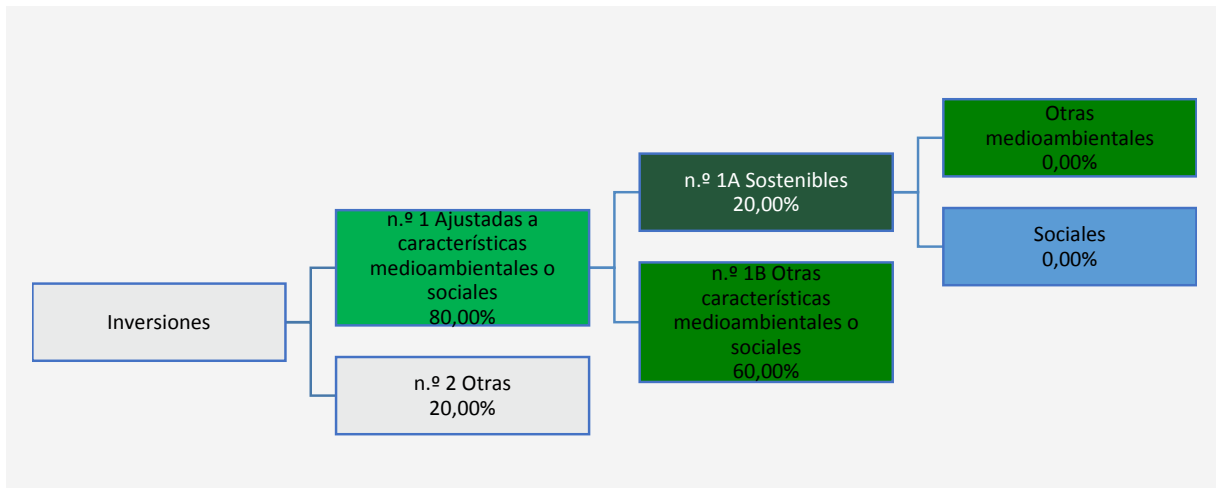 Inversiones
n.º 1 Ajustadas a
características
medioambientales o
sociales
80,00%
n.º 2 Otras
20,00%
n.º 1A Sostenibles
20,00%
n.º 1B Otras
características
medioambientales o
sociales
60,00%
Otras
medioambientales
0,00%
Sociales
0,00%